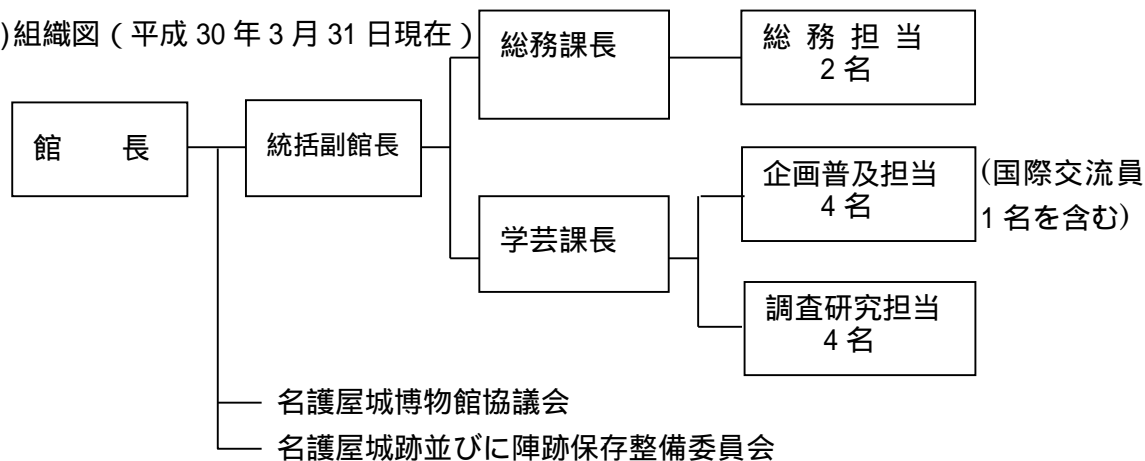 )組織図（平成 30 年 3 月 31 日現在）
総務課長
総 務 担 当
2 名
館　　長
統括副館長
企画普及担当
4 名
(国際交流員
1 名を含む)
学芸課長
調査研究担当
4 名
名護屋城博物館協議会
名護屋城跡並びに陣跡保存整備委員会